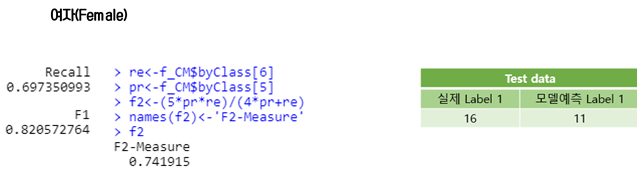 여자(Female)
Recall
0.697350993
F1
0.820572764
> re<-f_CM$byClass[6]
> pr<-f_CM$byClass[5]
> f2<-(5*pr*re)/(4*pr+re)
> names(f2)<-'F2-Measure'
> f2
F2-Measure
0.741915
Test data
실제 Label 1 모델예측 Label 1
16 11